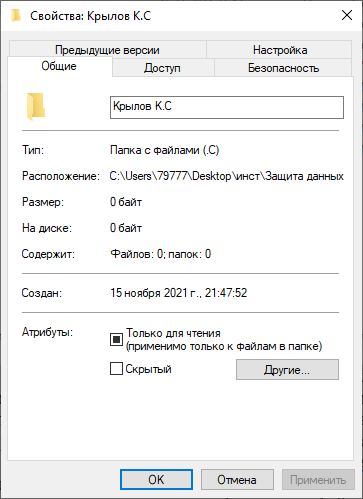 Свойства: Крылов К.С
Предыдущие версии
Настройка
Общие
Доступ
Безопасность
Крылов К.С
Тип: Папка с файлами (.С)
Расположение: C:\Users\79777\Desktop\инст\Защита данных
Размер: 0 байт
На диске: 0 байт
Содержит: Файлов: 0; папок: 0
Создан: 15 ноября 2021 г., 21:47:52
Атрибуты: Только для чтения
(применимо только к файлам в папке)
Скрытый
Другие...
OK
Отмена
Применить